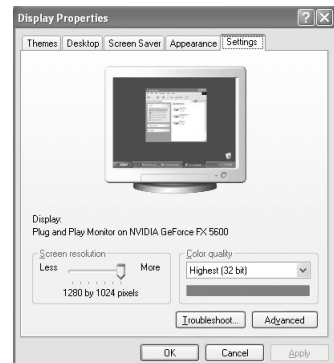 Display Properties
Themes Desktop Screen Saver Appearance Settings
Display:
Plug and Play Monitor on NVIDIA GeForce FX 5600
Screen resolution
Less More
1280 by 1024 pixels
Color quality
Highest (32 bit)
Troubleshoot... Advanced
OK Cancel Apply